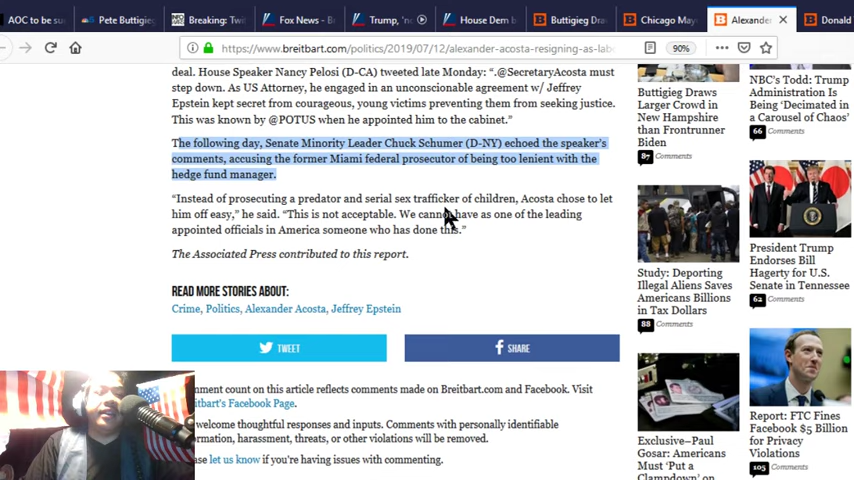 AOC to be su
Pete Buttigieg
Breaking: Twi
Fox News - B
Trump, 'n
House Dem b
Buttigieg Draw
Chicago Mayo
Alexander
Donald
https://www.breitbart.com/politics/2019/07/12/alexander-acosta-resigning-as-lab
90%
deal. House Speaker Nancy Pelosi (D-CA) tweeted late Monday: “.@SecretaryAcosta must
step down. As US Attorney, he engaged in an unconscionable agreement w/ Jeffrey
Epstein kept secret from courageous, young victims preventing them from seeking justice.
This was known by @POTUS when he appointed him to the cabinet.”
The following day, Senate Minority Leader Chuck Schumer (D-NY) echoed the speaker’s
comments, accusing the former Miami federal prosecutor of being too lenient with the
hedge fund manager.
“Instead of prosecuting a predator and serial sex trafficker of children, Acosta chose to let
him off easy,” he said. “This is not acceptable. We cannot have as one of the leading
appointed officials in America someone who has done this.”
The Associated Press contributed to this report.
READ MORE STORIES ABOUT:
Crime, Politics, Alexander Acosta, Jeffrey Epstein
TWEET
SHARE
nment count on this article reflects comments made on Breitbart.com and Facebook. Visit
itbart's Facebook Page.
welcome thoughtful responses and inputs. Comments with personally identifiable
ormation, harassment, threats, or other violations will be removed.
ase let us know if you're having issues with commenting.
Buttigieg Draws
Larger Crowd in
New Hampshire
than Frontrunner
Biden
87 Comments
Study: Deporting
Illegal Aliens Saves
Americans Billions
in Tax Dollars
88 Comments
Exclusive–Paul
Gosar: Americans
Must ‘Put a
Clampdown’ on
NBC’s Todd: Trump
Administration Is
Being ‘Decimated in
a Carousel of Chaos’
66 Comments
President Trump
Endorses Bill
Hagerty for U.S.
Senate in Tennessee
62 Comments
Report: FTC Fines
Facebook $5 Billion
for Privacy
Violations
105 Comments